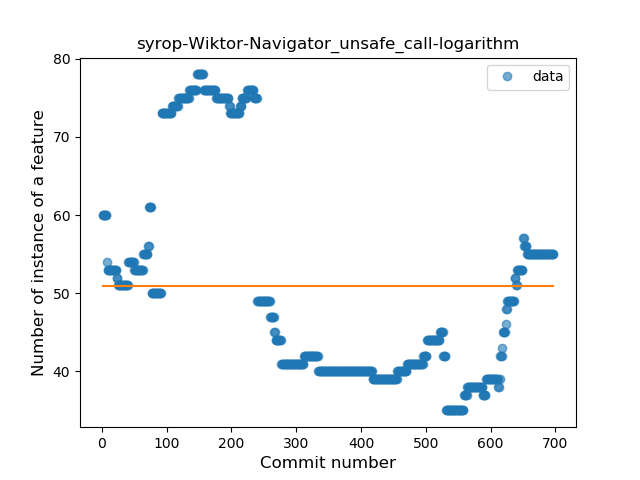 syrop-Wiktor-Navigator_unsafe_call-logarithm
data
Number of instance of a feature
80
70
60
50
40
0 100 200 300 400 500 600 700
Commit number